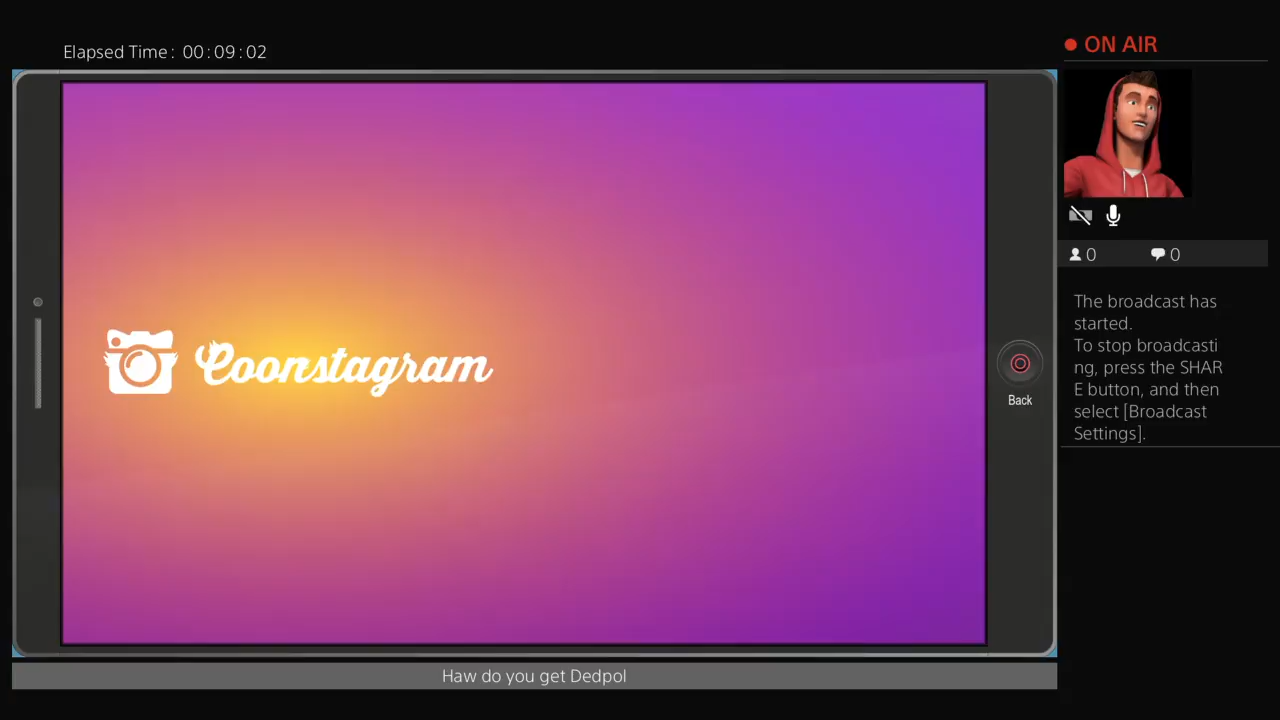 Elapsed Time: 00:09:02
ON AIR
Coonstagram
Back
0 0
The broadcast has
started.
To stop broadcasti
ng, press the SHAR
E button, and then
select [Broadcast
Settings].
Haw do you get Dedpol